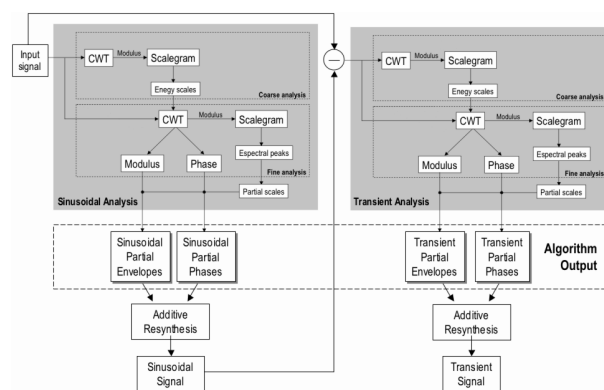 Input
signal
CWT
Modulus
Scalegram
Enegy scales
Coarse analysis
CWT
Modulus
Scalegram
Espectral peaks
Modulus
Phase
Fine analysis
Partial scales
Sinusoidal Analysis
—
CWT
Modulus
Scalegram
Enegy scales
Coarse analysis
CWT
Modulus
Scalegram
Espectral peaks
Modulus
Phase
Fine analysis
Partial scales
Transient Analysis
Sinusoidal
Partial
Envelopes
Sinusoidal
Partial
Phases
Transient
Partial
Envelopes
Transient
Partial
Phases
Algorithm
Output
Additive
Resynthesis
Additive
Resynthesis
Sinusoidal
Signal
Transient
Signal